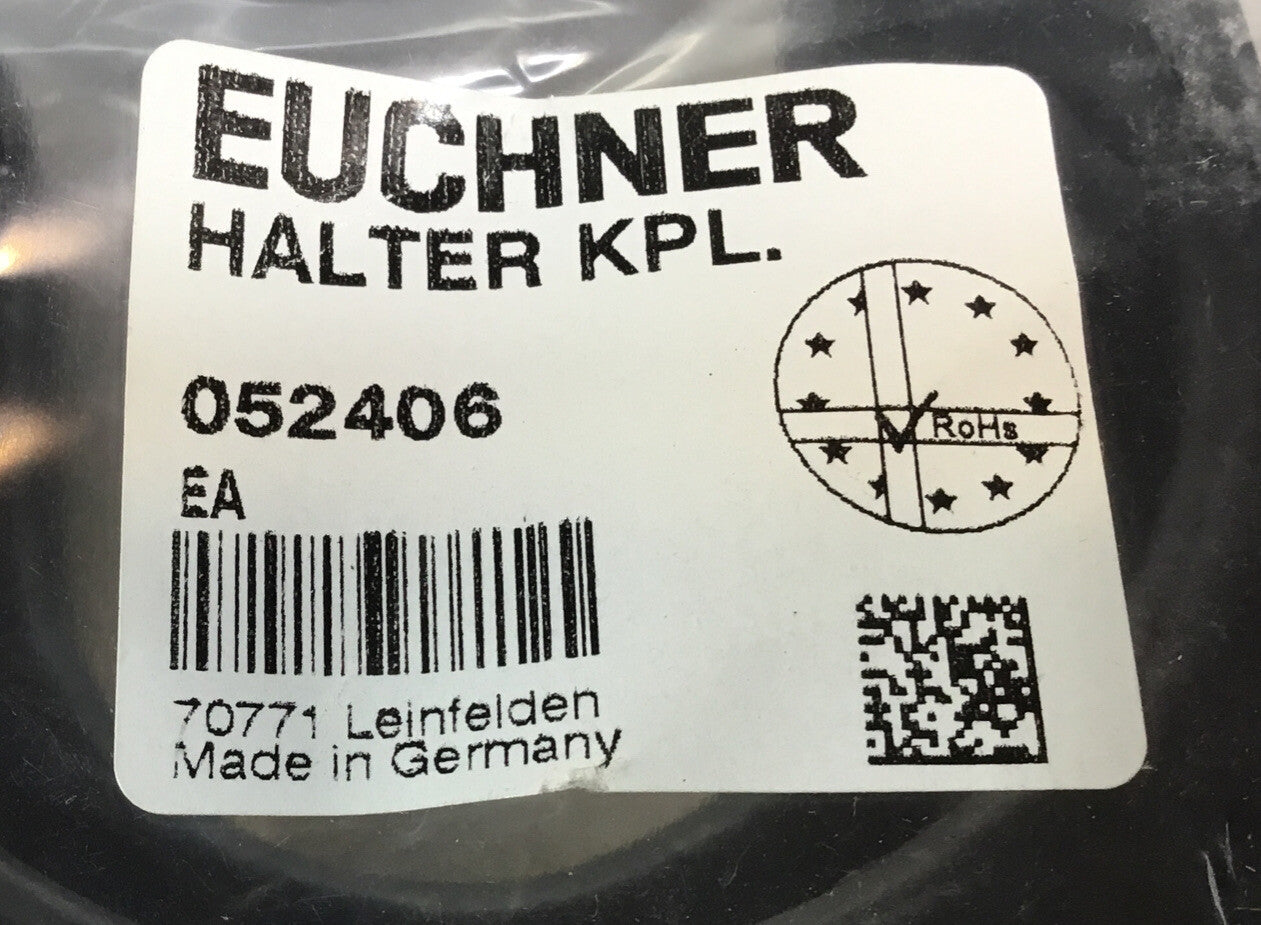 EUCHNER
HALTER KPL.
052406
RoHs
EA
70771 Leinfelden
Made in Germany